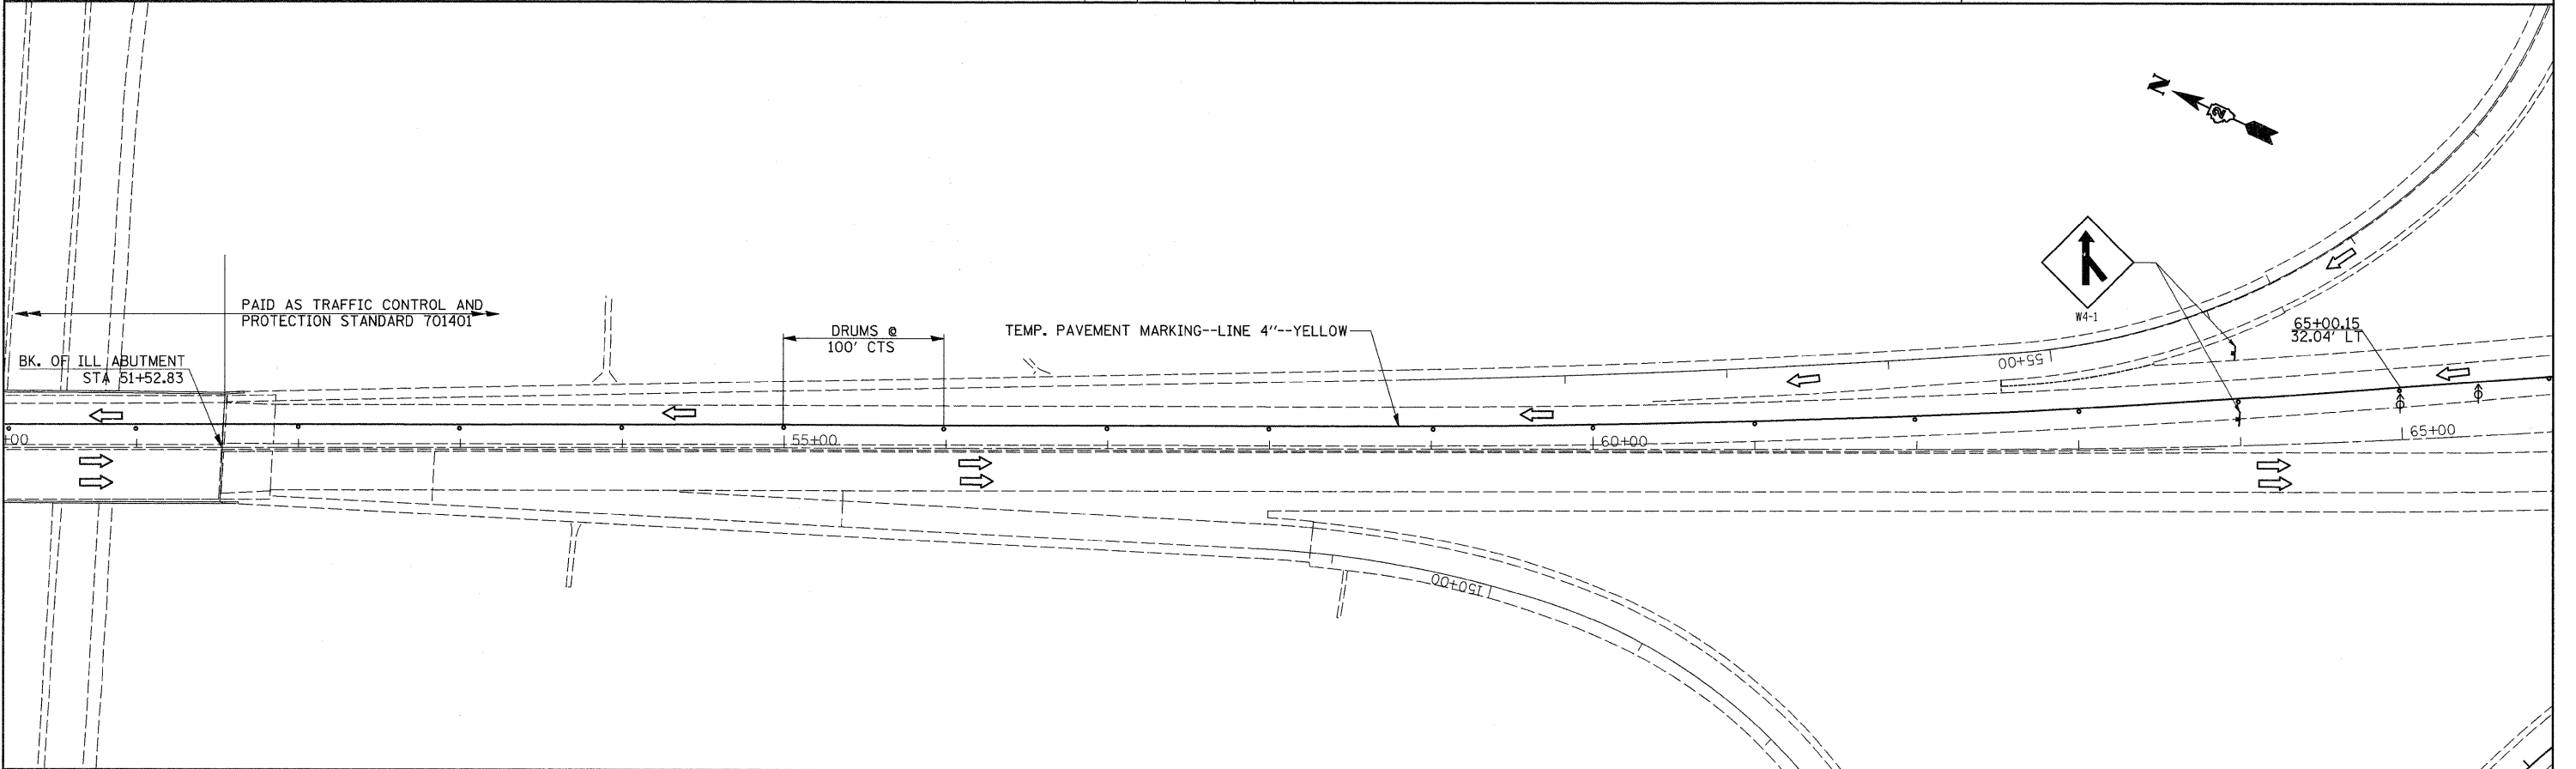 N
2
PAID AS TRAFFIC CONTROL AND
PROTECTION STANDARD 701401
BK. OF ILL ABUTMENT
STA 51+52.83
DRUMS @
100' CTS
TEMP. PAVEMENT MARKING--LINE 4''--YELLOW
W4-1
65+00.15
32.04' LT
55+00
+00
55+00
60+00
65+00
150+00